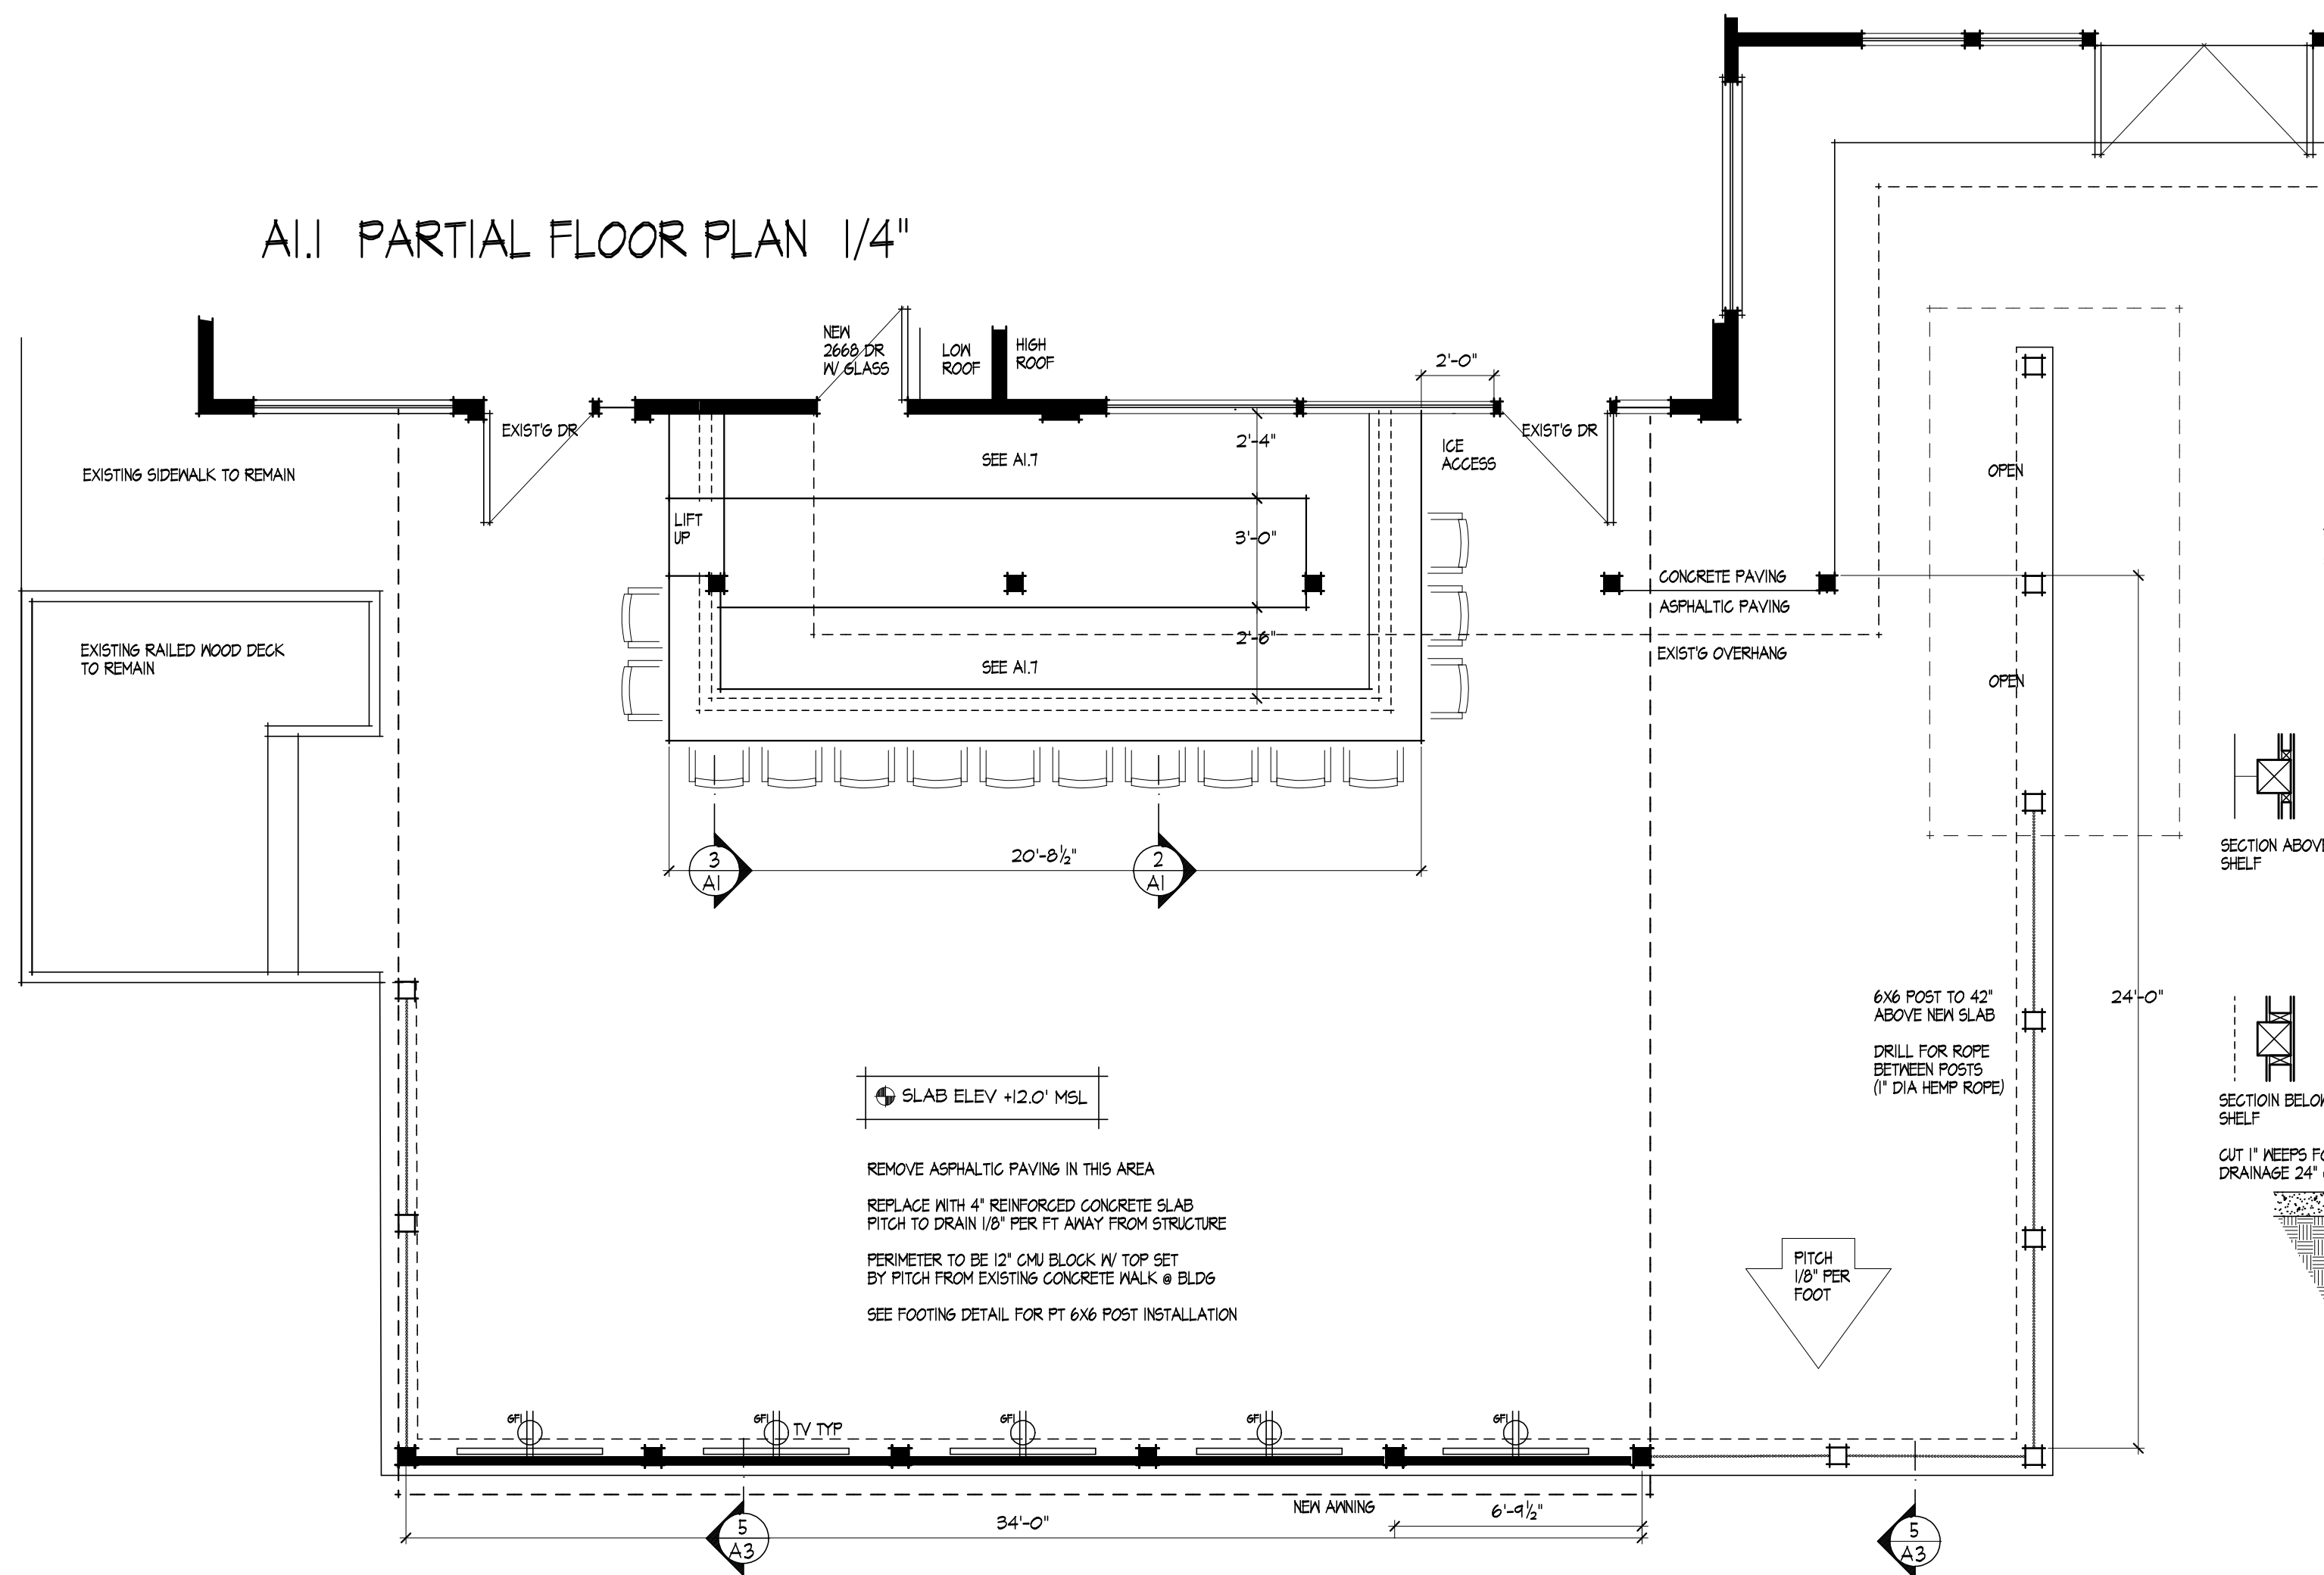 A1.1 PARTIAL FLOOR PLAN 1/4"
NEW
2668 DR
W/ GLASS
LOW
ROOF
HIGH
ROOF
2'-0"
EXIST'G DR
2'-4"
SEE A1.7
ICE
ACCESS
EXIST'G DR
EXISTING SIDEWALK TO REMAIN
OPEN
LIFT
UP
3'-0"
CONCRETE PAVING
ASPHALTIC PAVING
2'-6"
EXIST'G OVERHANG
EXISTING RAILED WOOD DECK
TO REMAIN
SEE A1.7
OPEN
SECTION ABOVE
SHELF
20'-8½"
3
A1
2
A1
6X6 POST TO 42"
ABOVE NEW SLAB
DRILL FOR ROPE
BETWEEN POSTS
(1" DIA HEMP ROPE)
24'-0"
SLAB ELEV +12.0' MSL
SECTIOIN BELOW
SHELF
CUT 1" WEEPS
DRAINAGE 24"
REMOVE ASPHALTIC PAVING IN THIS AREA
REPLACE WITH 4" REINFORCED CONCRETE SLAB
PITCH TO DRAIN 1/8" PER FT AWAY FROM STRUCTURE
PERIMETER TO BE 12" CMU BLOCK W/ TOP SET
BY PITCH FROM EXISTING CONCRETE WALK @ BLDG
SEE FOOTING DETAIL FOR PT 6X6 POST INSTALLATION
PITCH
1/8" PER
FOOT
GFI
GFI
TV TYP
GFI
GFI
GFI
NEW AWNING
6'-9½"
34'-0"
5
A3
5
A3